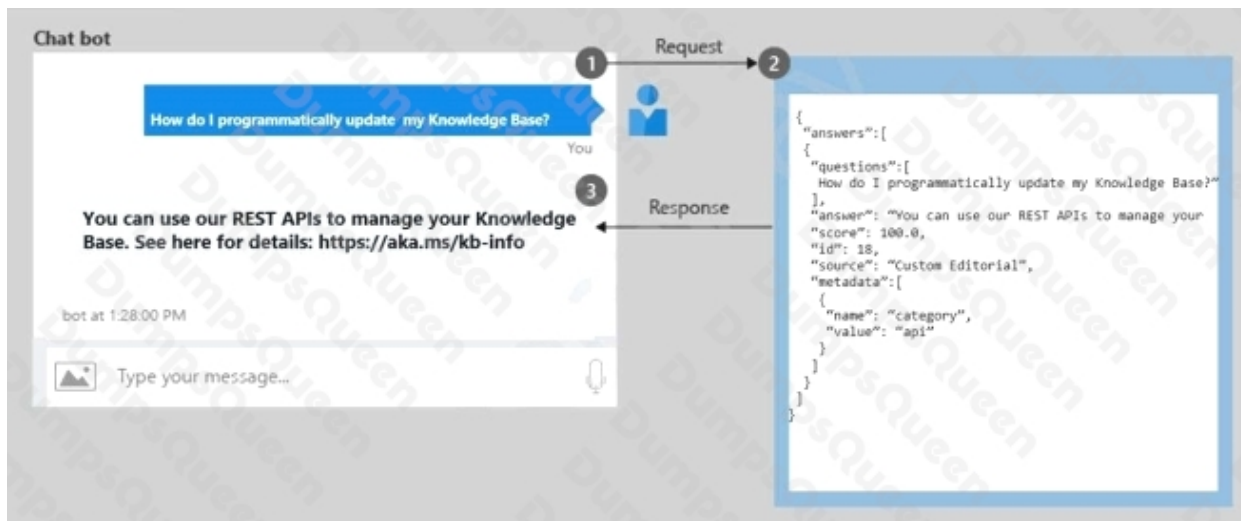 Chat bot
1
Request
2
How do I programmatically update my Knowledge Base?
You
3
Response
You can use our REST APIs to manage your Knowledge
Base. See here for details: https://aka.ms/kb-info
bot at 1:28:00 PM
Type your message...
{
"answers":[
{
"questions":[
How do I programmatically update my Knowledge Base?"
],
"answer": "You can use our REST APIs to manage your
"score": 100.0,
"id": 18,
"source": "Custom Editorial",
"metadata":[
{
"name": "category",
"value": "api"
}
]
}
]
}
DumpsQueen